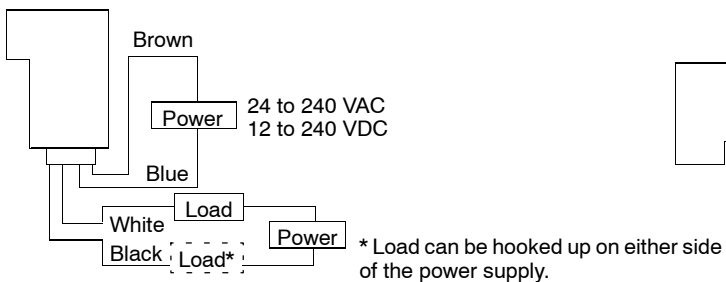 Brown
24 to 240 VAC
Power
12 to 240 VDC
Blue
Load
White
Power
Black
Load*
* Load can be hooked up on either side
of the power supply.